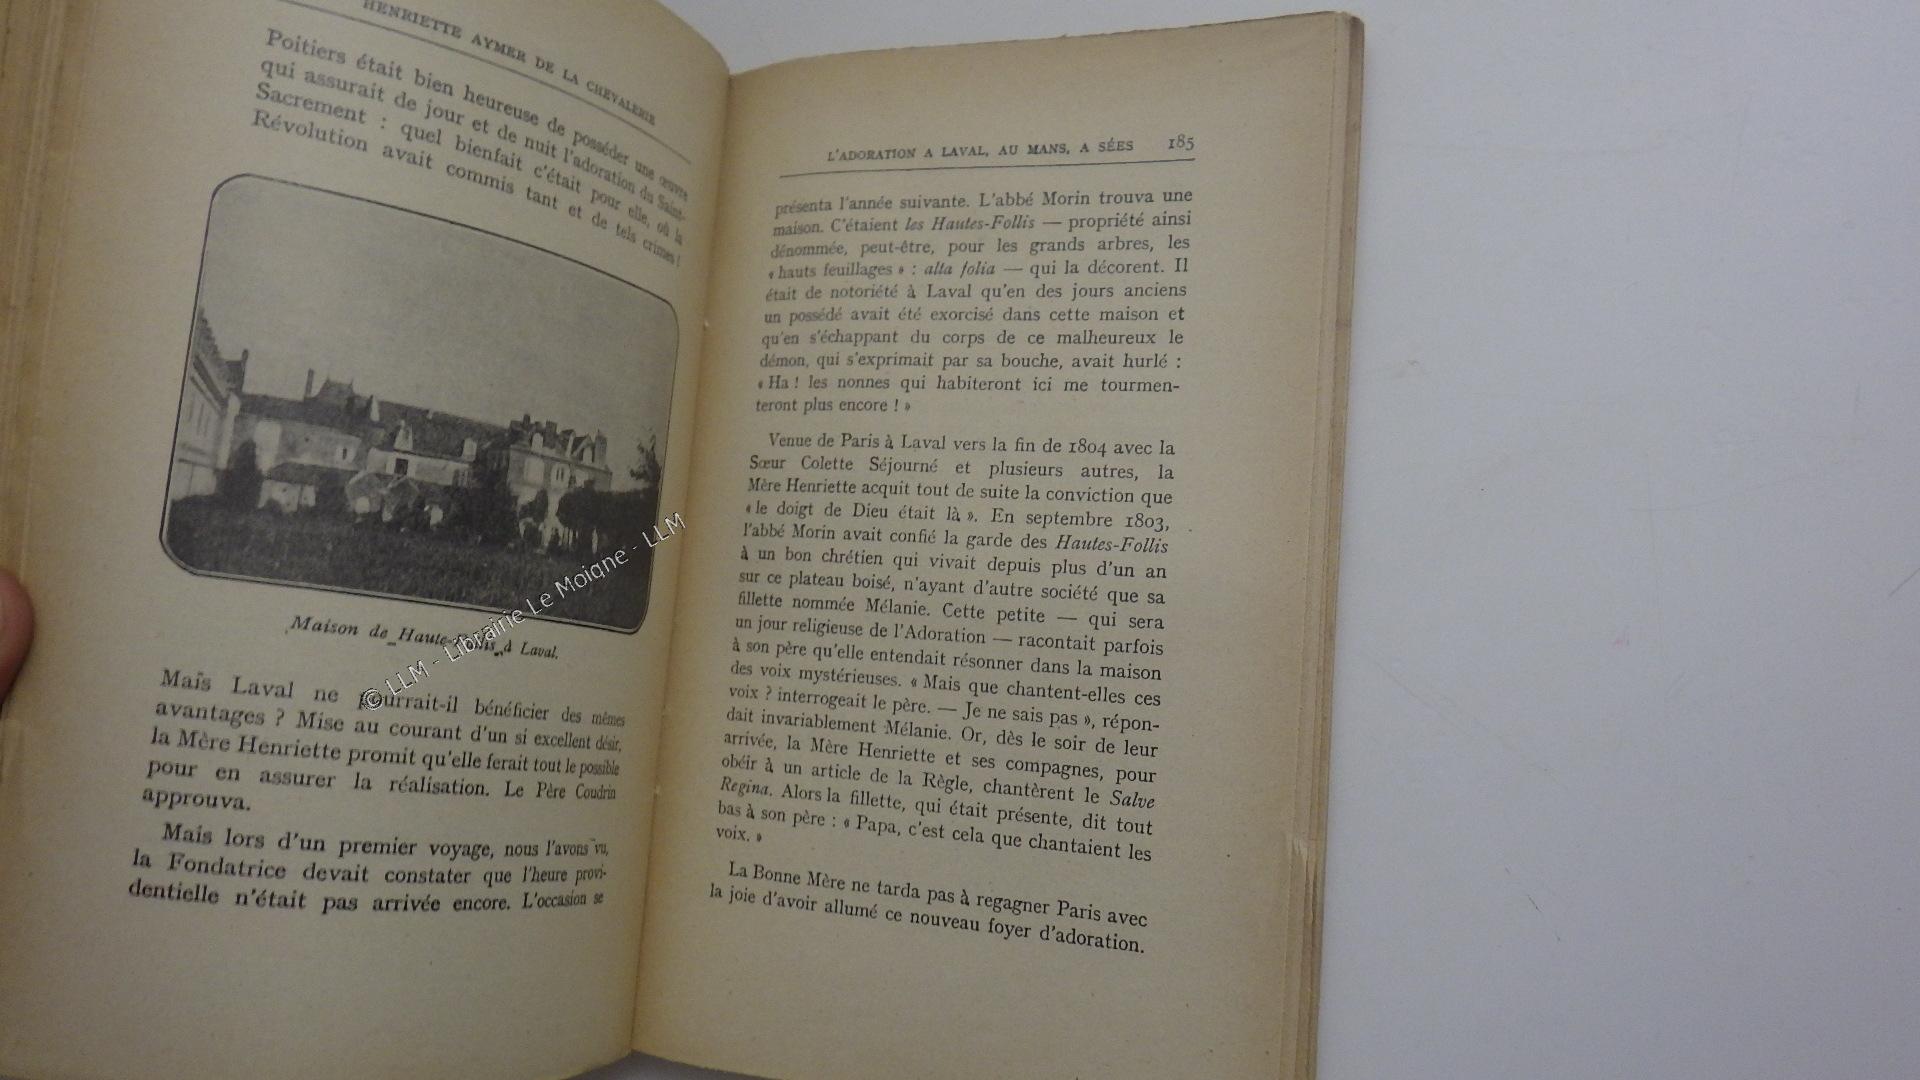 HENRIETTE AYMER DE LA CHEVALERIE
Poitiers était bien heureuse de posséder une œuvre
qui assurait de jour et de nuit l'adoration du Saint-
Sacrement : quel bienfait c'était pour elle, où la
Révolution avait commis tant et de tels crimes !
Maison de Haute- à Laval.
© LLM - Librairie Le Moigne - LLM
Mais Laval ne pourrait-il bénéficier des mêmes
avantages ? Mise au courant d'un si excellent désir,
la Mère Henriette promit qu'elle ferait tout le possible
pour en assurer la réalisation. Le Père Coudrin
approuva.
Mais lors d'un premier voyage, nous l'avons vu,
la Fondatrice devait constater que l'heure provi-
dentielle n'était pas arrivée encore. L'occasion se
L'ADORATION A LAVAL, AU MANS, A SÉES 185
présenta l'année suivante. L'abbé Morin trouva une
maison. C'étaient les Hautes-Follis — propriété ainsi
dénommée, peut-être, pour les grands arbres, les
« hauts feuillages » : alta folia — qui la décorent. Il
était de notoriété à Laval qu'en des jours anciens
un possédé avait été exorcisé dans cette maison et
qu'en s'échappant du corps de ce malheureux le
démon, qui s'exprimait par sa bouche, avait hurlé :
« Ha ! les nonnes qui habiteront ici me tourmen-
teront plus encore ! »
Venue de Paris à Laval vers la fin de 1804 avec la
Sœur Colette Séjourné et plusieurs autres, la
Mère Henriette acquit tout de suite la conviction que
« le doigt de Dieu était là ». En septembre 1803,
l'abbé Morin avait confié la garde des Hautes-Follis
à un bon chrétien qui vivait depuis plus d'un an
sur ce plateau boisé, n'ayant d'autre société que sa
fillette nommée Mélanie. Cette petite — qui sera
un jour religieuse de l'Adoration — racontait parfois
à son père qu'elle entendait résonner dans la maison
des voix mystérieuses. « Mais que chantent-elles ces
voix ? interrogeait le père. — Je ne sais pas », répon-
dait invariablement Mélanie. Or, dès le soir de leur
arrivée, la Mère Henriette et ses compagnes, pour
obéir à un article de la Règle, chantèrent le Salve
Regina. Alors la fillette, qui était présente, dit tout
bas à son père : « Papa, c'est cela que chantaient les
voix. »
La Bonne Mère ne tarda pas à regagner Paris avec
la joie d'avoir allumé ce nouveau foyer d'adoration.